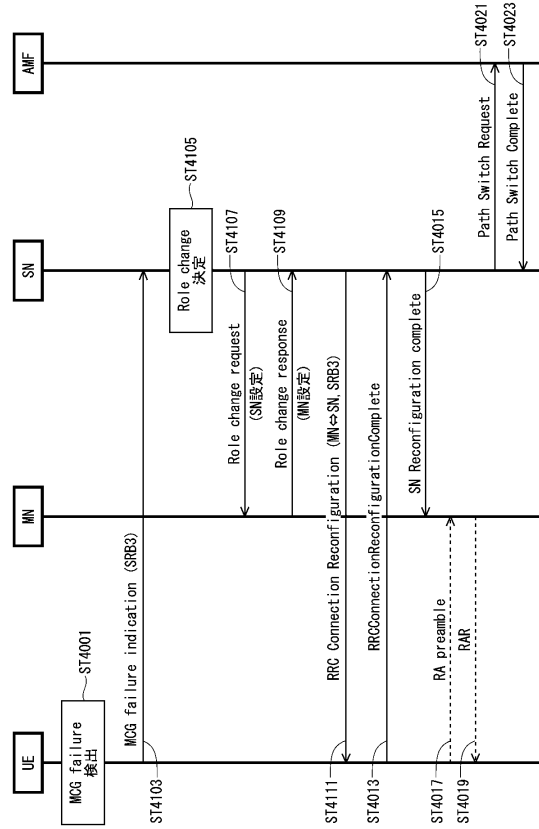 UE
MN
SN
AMF
MCG failure
検出
ST4001
MCG failure indication (SRB3)
ST4103
Role change
決定
ST4105
Role change request
(SN設定)
ST4107
Role change response
(MN設定)
ST4109
RRC Connection Reconfiguration (MN⇔SN, SRB3)
ST4111
RRCConnectionReconfigurationComplete
ST4013
SN Reconfiguration complete
ST4015
RA preamble
ST4017
RAR
ST4019
Path Switch Request
ST4021
Path Switch Complete
ST4023